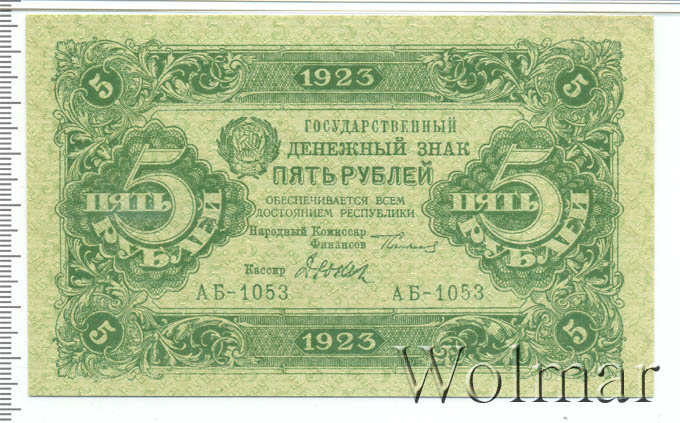 1923
5 5
ГОСУДАРСТВЕННЫЙ
ДЕНЕЖНЫЙ ЗНАК
ПЯТЬ РУБЛЕЙ
5 ПЯТЬ РУБЛЕЙ
5 ПЯТЬ РУБЛЕЙ
ОБЕСПЕЧИВАЕТСЯ ВСЕМ
ДОСТОЯНИЕМ РЕСПУБЛИКИ
Народный Комиссар
Финансов
Кассир
АБ-1053 АБ-1053
5 5
1923
Wolmar